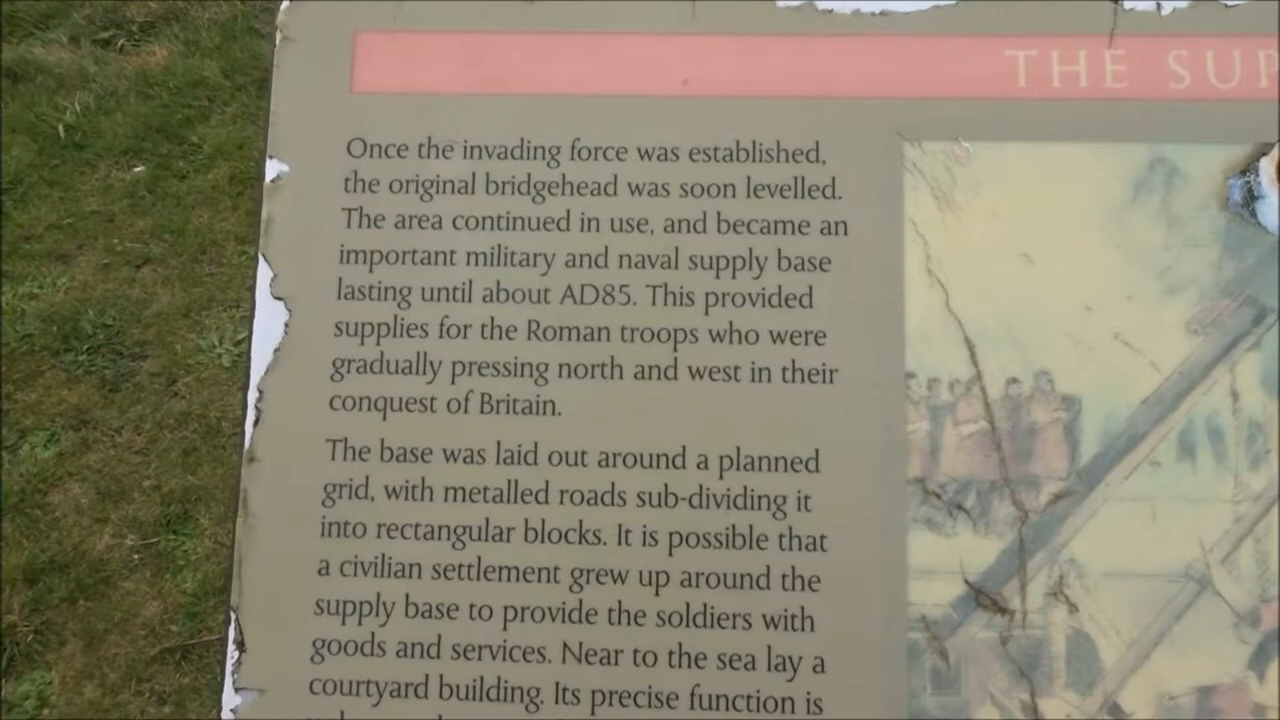 THE SUP
Once the invading force was established,
the original bridgehead was soon levelled.
The area continued in use, and became an
important military and naval supply base
lasting until about AD85. This provided
supplies for the Roman troops who were
gradually pressing north and west in their
conquest of Britain.
The base was laid out around a planned
grid, with metalled roads sub-dividing it
into rectangular blocks. It is possible that
a civilian settlement grew up around the
supply base to provide the soldiers with
goods and services. Near to the sea lay a
courtyard building. Its precise function is